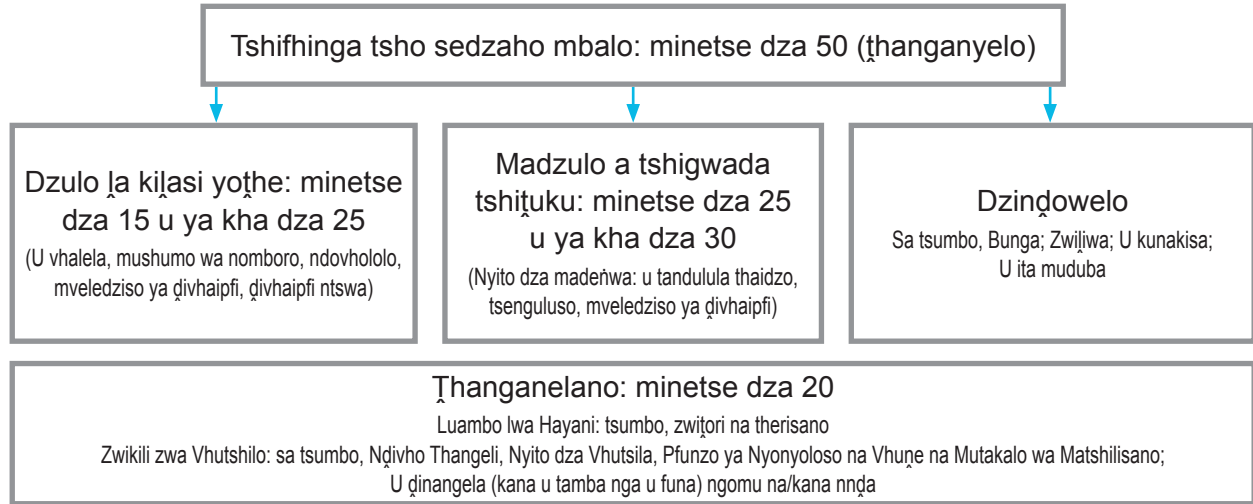 Tshifhinga tsho sedzaho mbalo: minetse dza 50 (ṱhanganyelo)
Dzulo ḽa kiḽasi yoṱhe: minetse
dza 15 u ya kha dza 25
(U vhalela, mushumo wa nomboro, ndovhololo,
mveledziso ya ḓivhaipfi, ḓivhaipfi ntswa)
Madzulo a tshigwada
tshiṱuku: minetse dza 25
u ya kha dza 30
(Nyito dza madeṅwa: u tandulula thaidzo,
tsenguluso, mveledziso ya ḓivhaipfi)
Dzinḓowelo
Sa tsumbo, Bunga; Zwiḽiwa; U kunakisa;
U ita muduba
Ṱhanganelano: minetse dza 20
Luambo lwa Hayani: tsumbo, zwiṱori na therisano
Zwikili zwa Vhutshilo: sa tsumbo, Nḓivho Thangeli, Nyito dza Vhutsila, Pfunzo ya Nyonyoloso na Vhuṋe na Mutakalo wa Matshilisano;
U ḓinangela (kana u tamba nga u funa) ngomu na/kana nnḓa